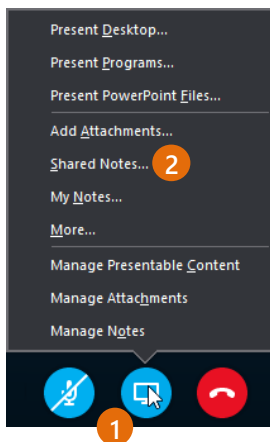 Present Desktop...
Present Programs...
Present PowerPoint Files...
Add Attachments...
Shared Notes... 2
My Notes...
More...
Manage Presentable Content
Manage Attachments
Manage Notes
1